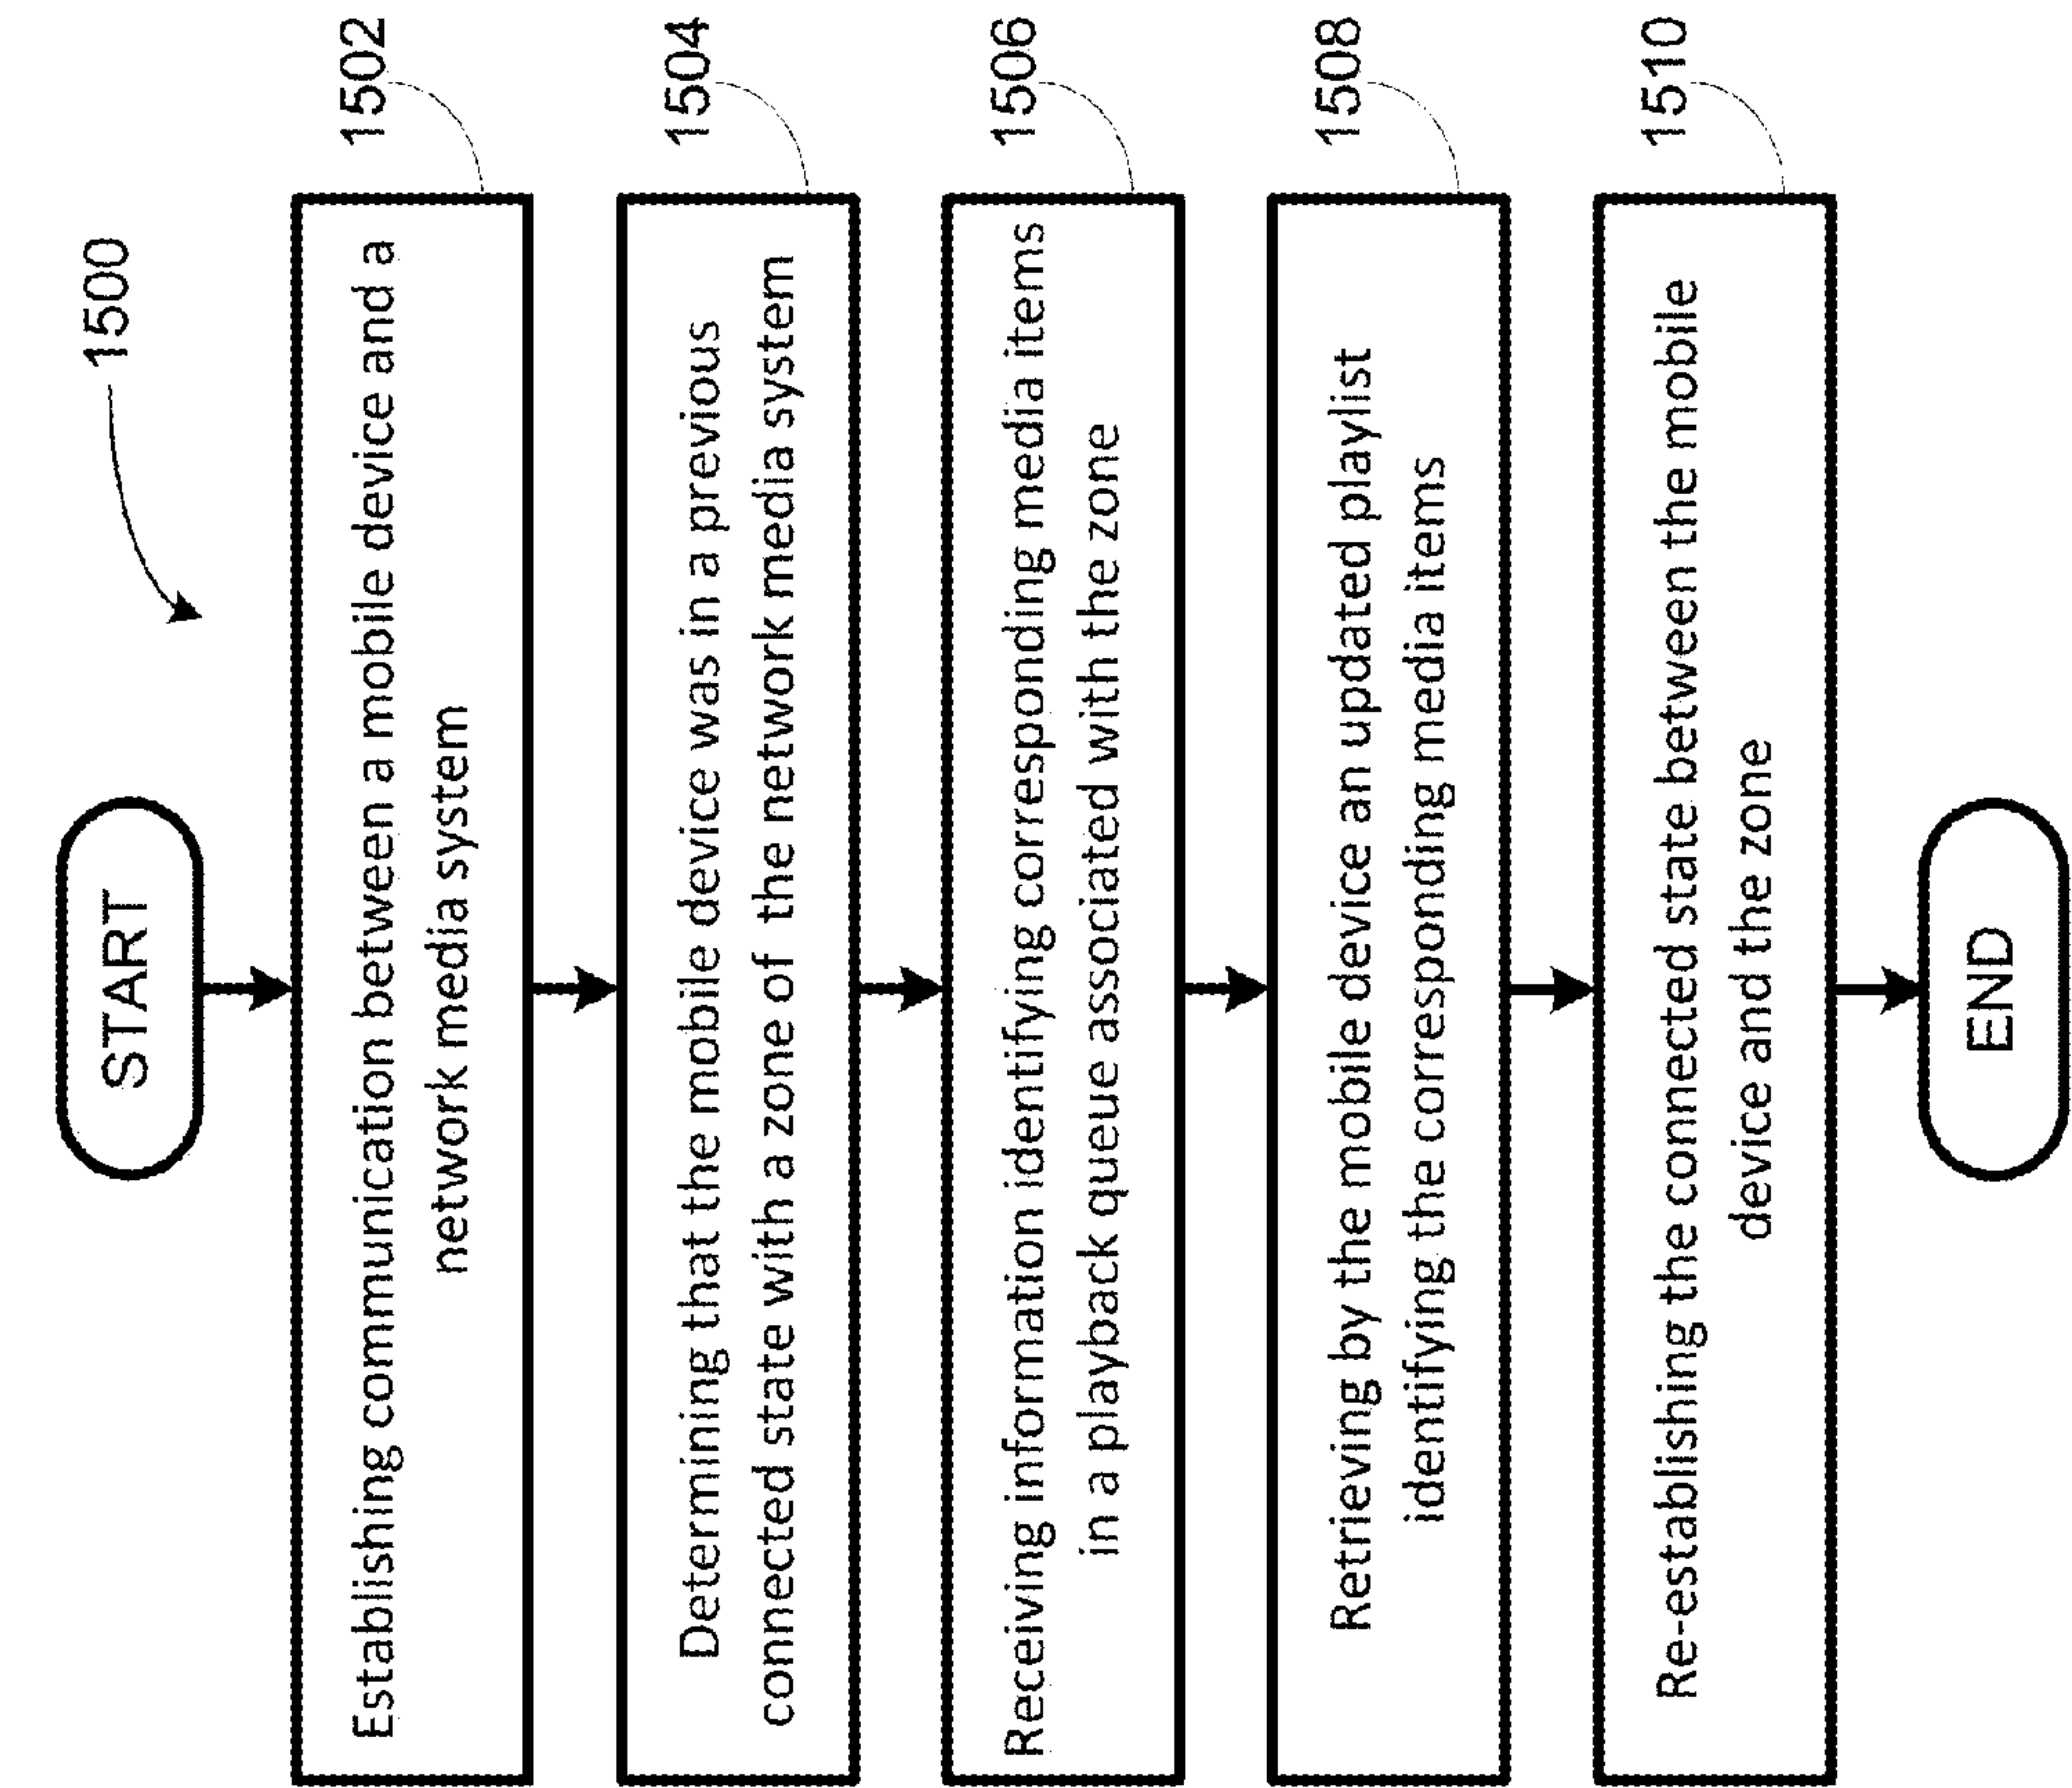 1500
START
Establishing communication between a mobile device and a
network media system
1502
Determining that the mobile device was in a previous
connected state with a zone of the network media system
1504
Receiving information identifying corresponding media items
in a playback queue associated with the zone
1506
Retrieving by the mobile device an updated playlist
identifying the corresponding media items
1508
Re-establishing the connected state between the mobile
device and the zone
1510
END